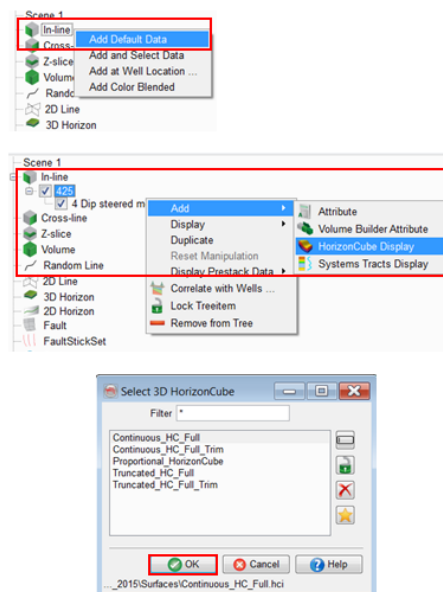 Scene 1
In-line
Add Default Data
Cross-
Add and Select Data
Z-slice
Add at Well Location ...
Volum
Add Color Blended
Rando
2D Line
3D Horizon
Scene 1
In-line
425
4 Dip steered m
Add
Attribute
Cross-line
Display
Volume Builder Attribute
Z-slice
Duplicate
HorizonCube Display
Volume
Reset Manipulation
Systems Tracts Display
Random Line
Display Prestack Data
2D Line
Correlate with Wells ...
3D Horizon
Lock Treeitem
2D Horizon
Remove from Tree
Fault
FaultStickSet
Select 3D HorizonCube
Filter *
Continuous_HC_Full
Continuous_HC_Full_Trim
Proportional_HorizonCube
Truncated_HC_Full
Truncated_HC_Full_Trim
OK Cancel Help
..._2015\Surfaces\Continuous_HC_Full.hci